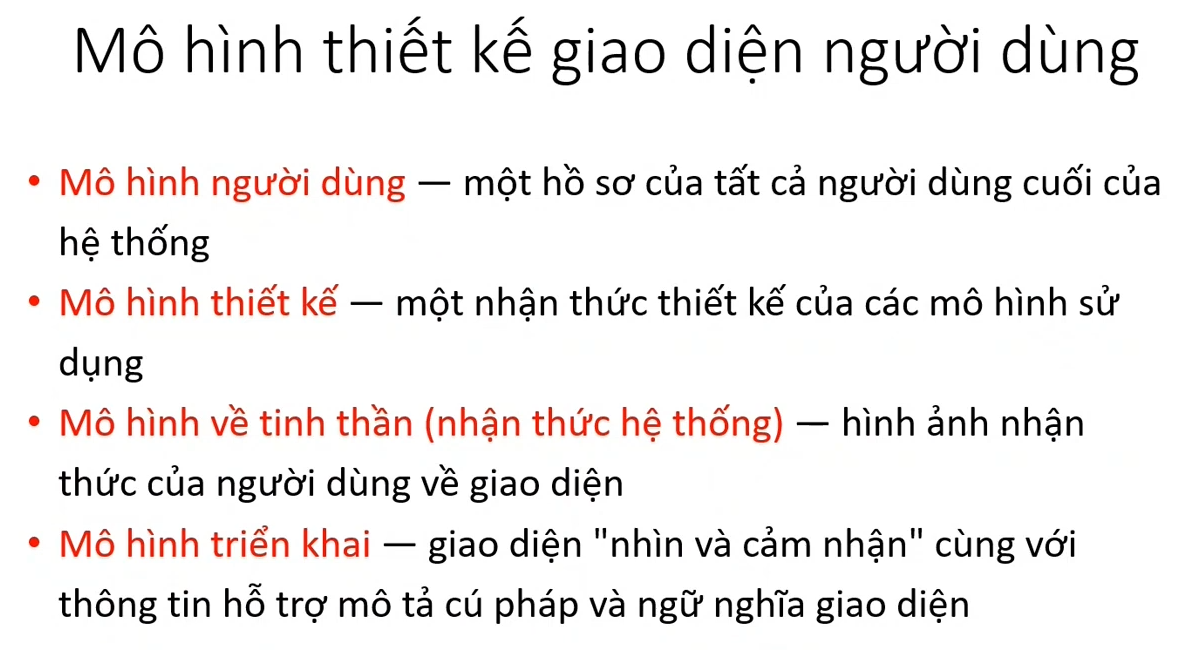 Mô hình thiết kế giao diện người dùng
• Mô hình người dùng — một hồ sơ của tất cả người dùng cuối của
hệ thống
• Mô hình thiết kế — một nhận thức thiết kế của các mô hình sử
dụng
• Mô hình về tinh thần (nhận thức hệ thống) — hình ảnh nhận
thức của người dùng về giao diện
• Mô hình triển khai — giao diện "nhìn và cảm nhận" cùng với
thông tin hỗ trợ mô tả cú pháp và ngữ nghĩa giao diện